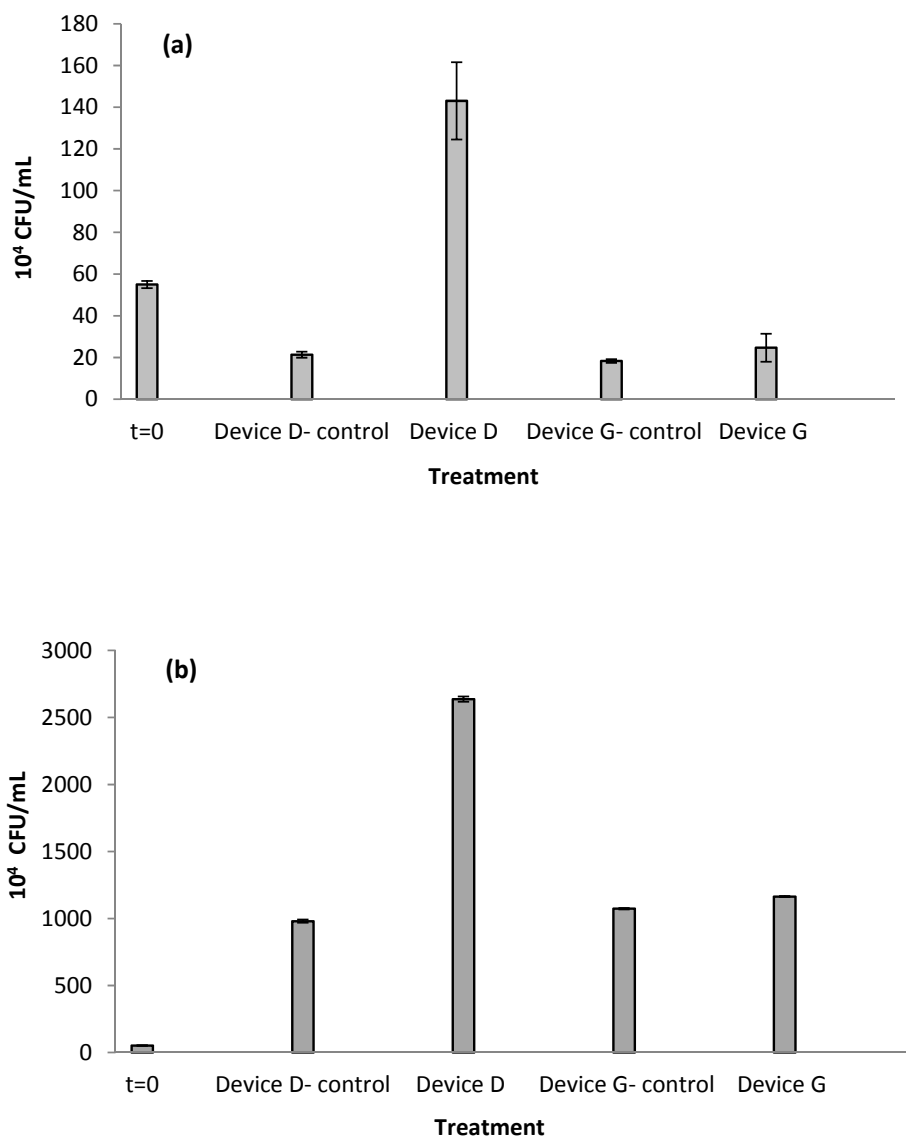 (a)
180
160
140
120
100
80
60
40
20
0
10⁴ CFU/mL
t=0 Device D- control Device D Device G- control Device G
Treatment
(b)
3000
2500
2000
1500
1000
500
0
10⁴ CFU/mL
t=0 Device D- control Device D Device G- control Device G
Treatment